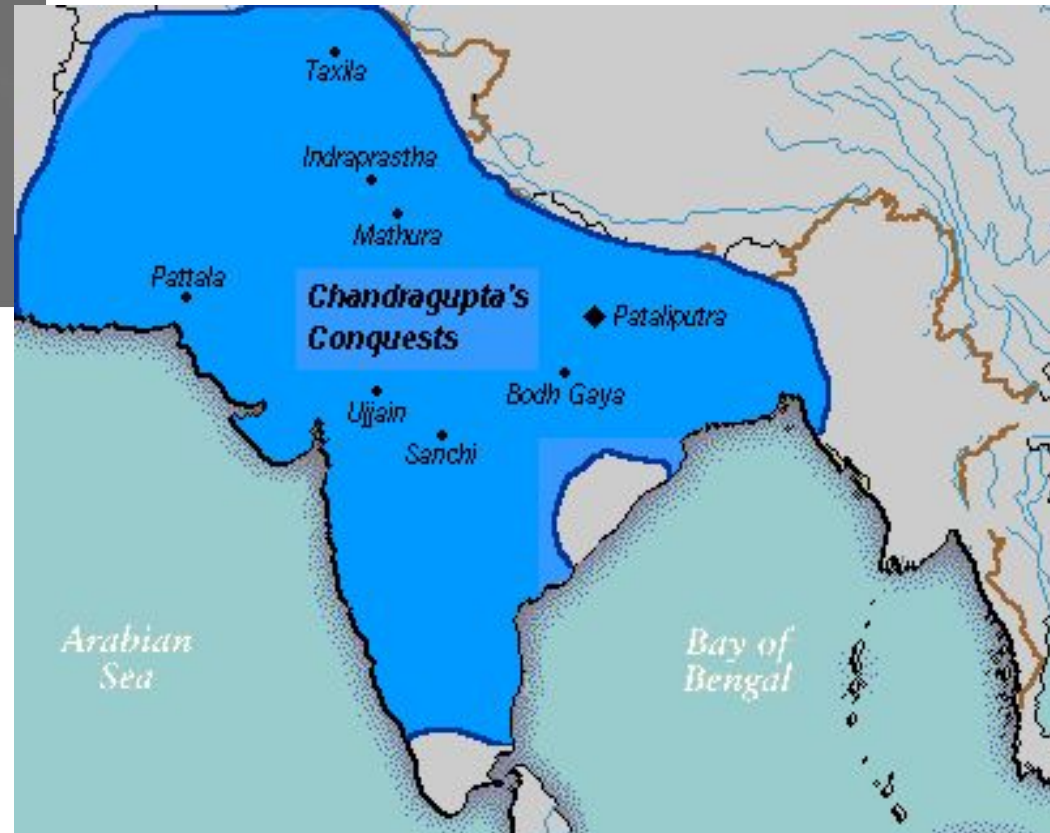 Taxila
Indraprastha
Mathura
Pattala
Chandragupta's
Conquests
Pataliputra
Bodh Gaya
Ujjain
Sanchi
Arabian
Sea
Bay of
Bengal